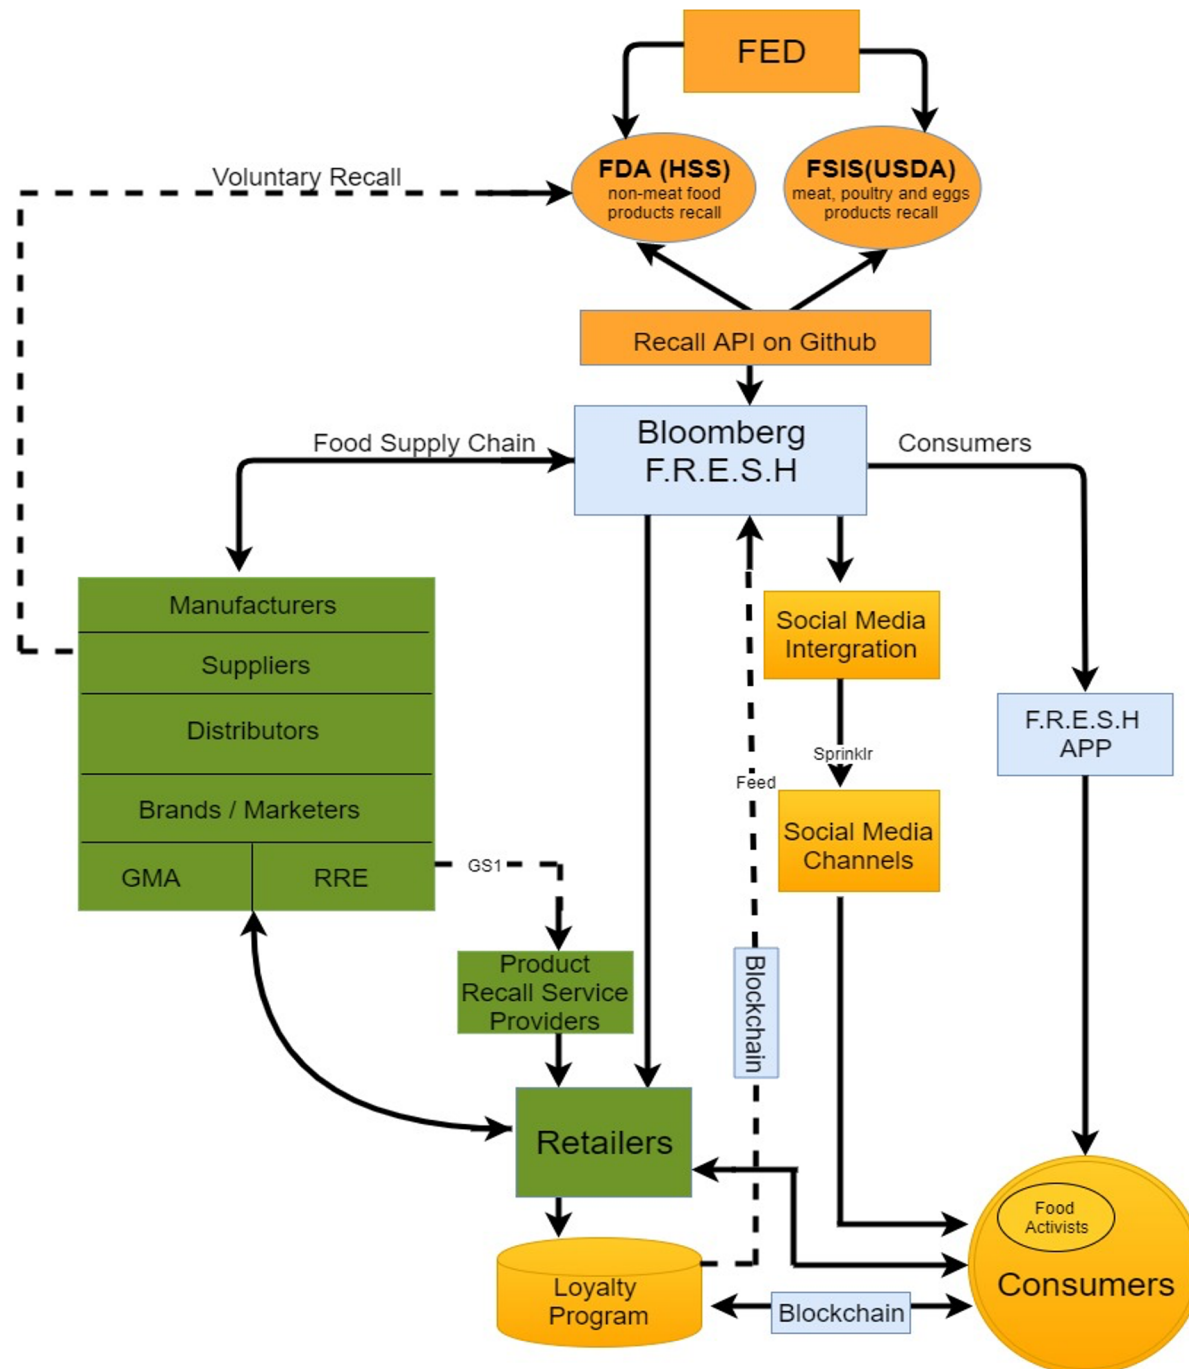 FED
FDA (HSS)
non-meat food
products recall
FSIS(USDA)
meat, poultry and eggs
products recall
Voluntary Recall
Recall API on Github
Bloomberg
F.R.E.S.H
Food Supply Chain
Consumers
Manufacturers
Suppliers
Distributors
Brands / Marketers
GMA
RRE
GS1
Product
Recall Service
Providers
Social Media
Intergration
Sprinklr
Social Media
Channels
Feed
Blockchain
F.R.E.S.H
APP
Retailers
Loyalty
Program
Blockchain
Food
Activists
Consumers